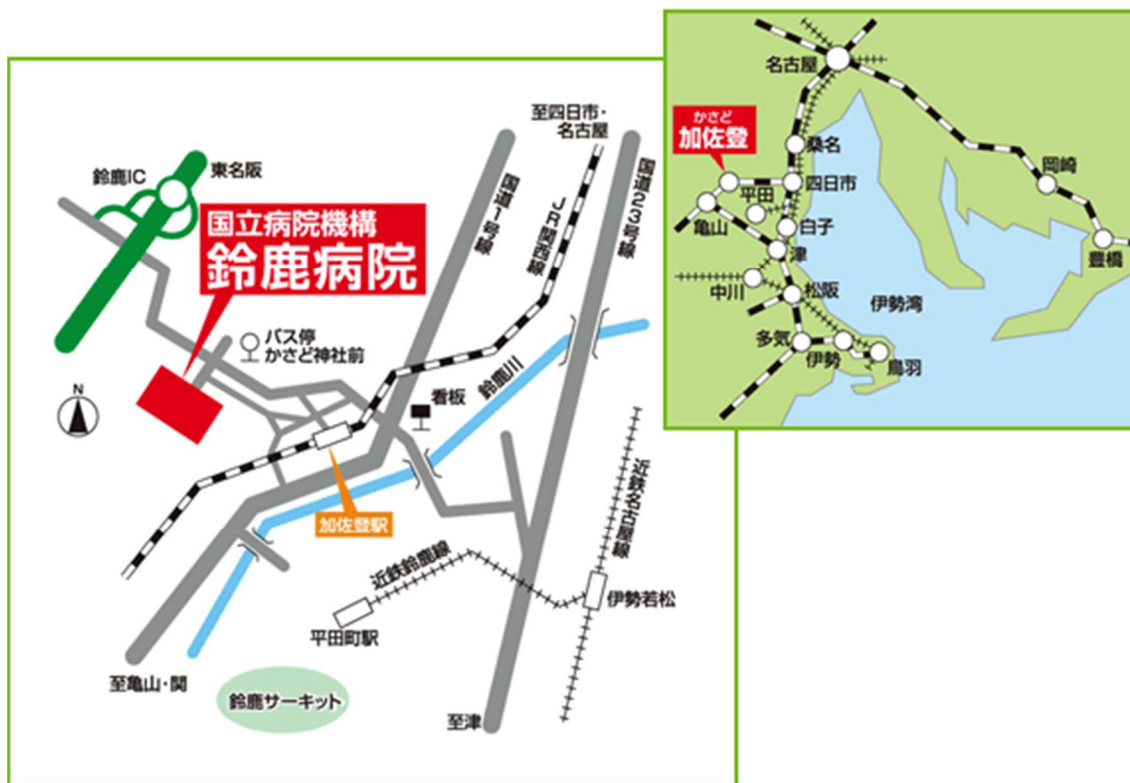 至四日市・
名古屋
鈴鹿IC
東名阪
国道1号線
JR関西線
国道23号線
国立病院機構
鈴鹿病院
バス停
かさど神社前
N
看板
鈴鹿川
加佐登駅
近鉄名古屋線
近鉄鈴鹿線
伊勢若松
平田町駅
至亀山・関
鈴鹿サーキット
至津
名古屋
かさど
加佐登
桑名
岡崎
四日市
平田
亀山
白子
豊橋
津
中川
松阪
伊勢湾
多気
伊勢
鳥羽